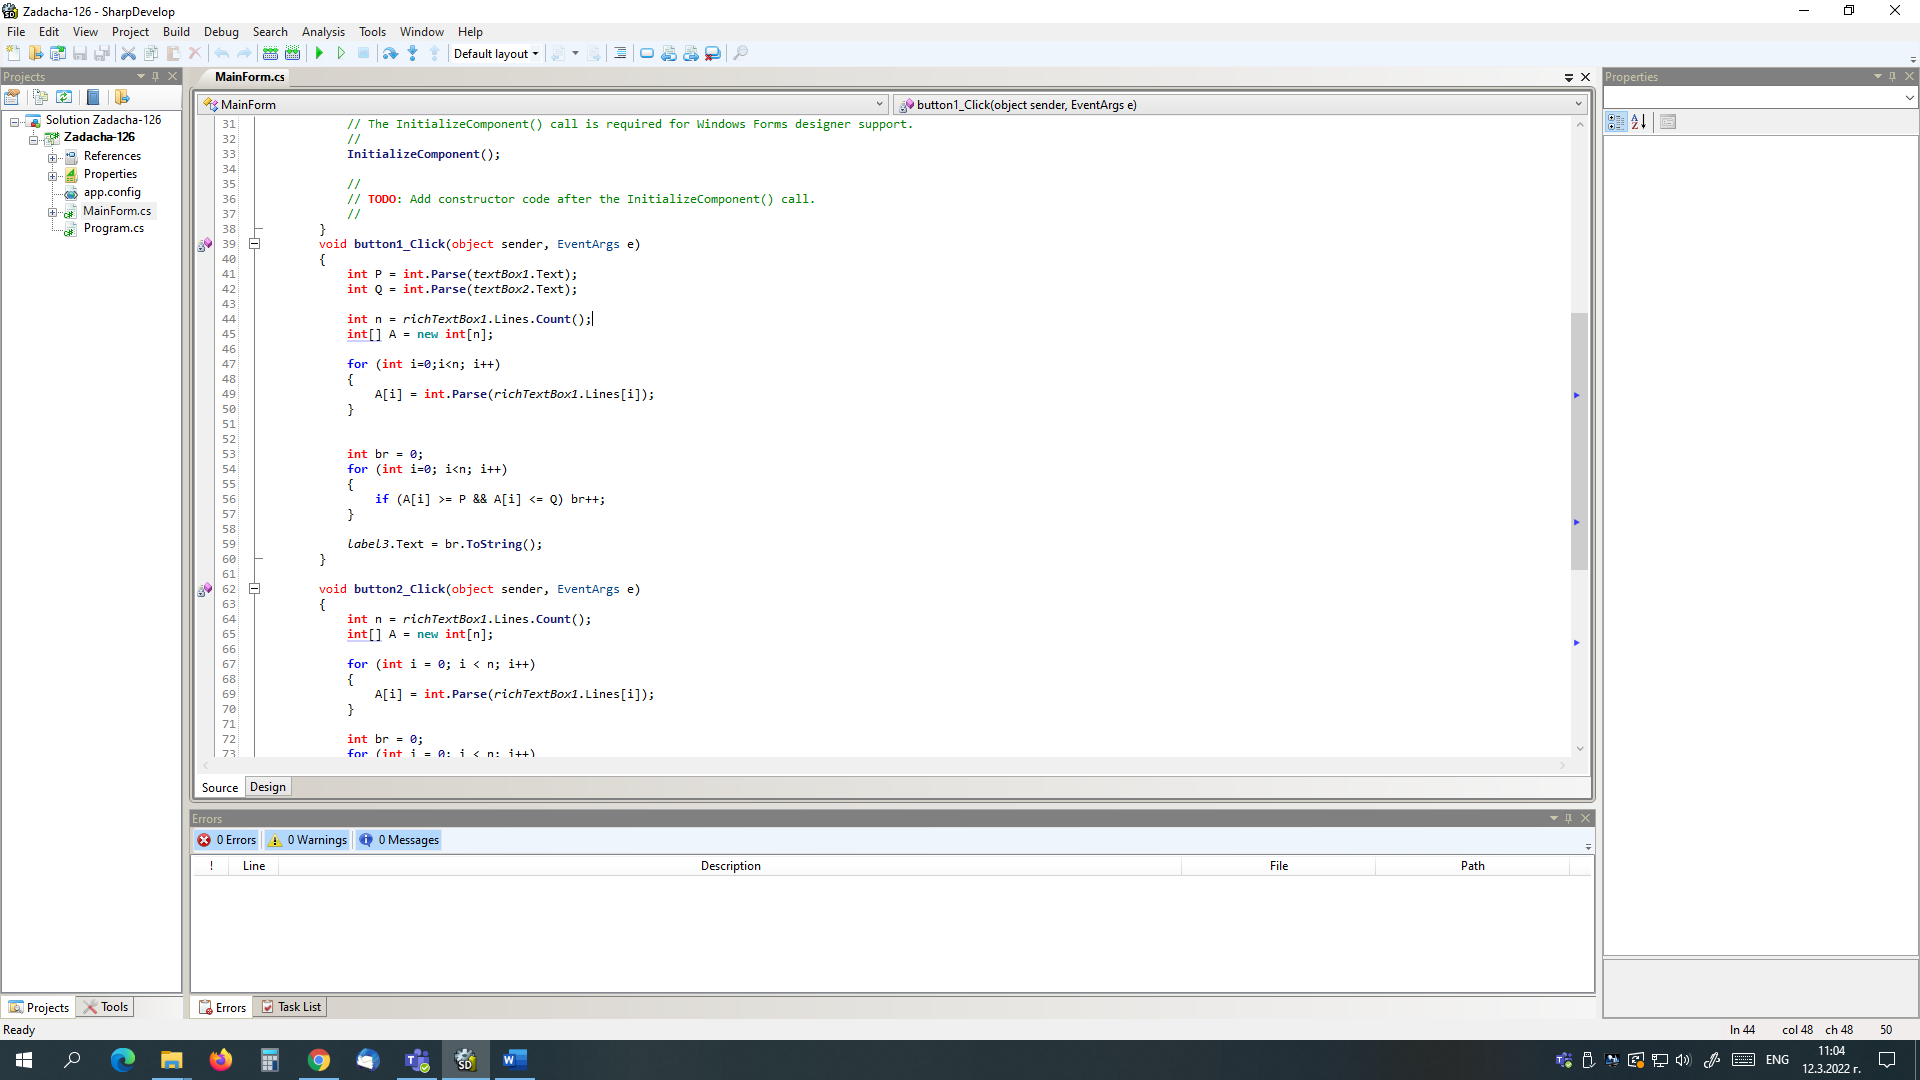 Zadacha-126 - SharpDevelop
File Edit View Project Build Debug Search Analysis Tools Window Help
Default layout
Projects
Solution Zadacha-126
Zadacha-126
References
Properties
app.config
MainForm.cs
Program.cs
MainForm.cs
MainForm
button1_Click(object sender, EventArgs e)
31 // The InitializeComponent() call is required for Windows Forms designer support.
32 //
33 InitializeComponent();
34
35 //
36 // TODO: Add constructor code after the InitializeComponent() call.
37 //
38 }
39 void button1_Click(object sender, EventArgs e)
40 {
41 int P = int.Parse(textBox1.Text);
42 int Q = int.Parse(textBox2.Text);
43
44 int n = richTextBox1.Lines.Count();
45 int[] A = new int[n];
46
47 for (int i=0;i<n; i++)
48 {
49 A[i] = int.Parse(richTextBox1.Lines[i]);
50 }
51
52
53 int br = 0;
54 for (int i=0; i<n; i++)
55 {
56 if (A[i] >= P && A[i] <= Q) br++;
57 }
58
59 label3.Text = br.ToString();
60 }
61
62 void button2_Click(object sender, EventArgs e)
63 {
64 int n = richTextBox1.Lines.Count();
65 int[] A = new int[n];
66
67 for (int i = 0; i < n; i++)
68 {
69 A[i] = int.Parse(richTextBox1.Lines[i]);
70 }
71
72 int br = 0;
73 for (int i = 0; i < n; i++)
Source Design
Errors
0 Errors 0 Warnings 0 Messages
! Line Description File Path
Projects Tools
Errors Task List
Properties
Ready
ln 44 col 48 ch 48 50
ENG
11:04
12.3.2022 г.